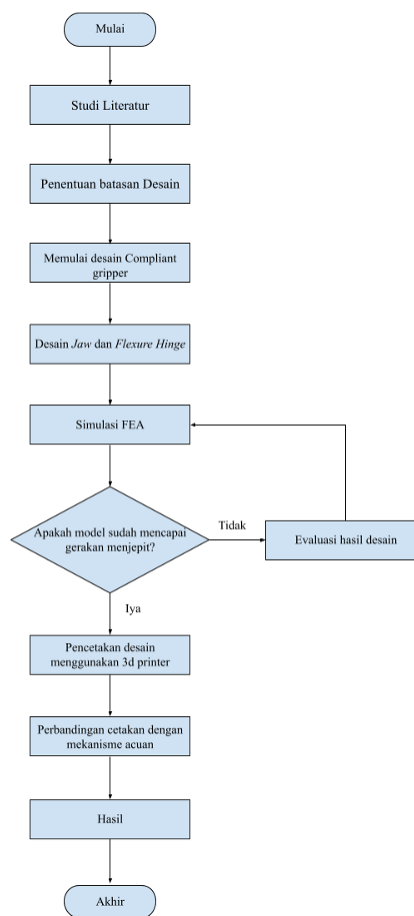 Mulai
Studi Literatur
Penentuan batasan Desain
Memulai desain Compliant
gripper
Desain Jaw dan Flexure Hinge
Simulasi FEA
Apakah model sudah mencapai
gerakan menjepit?
Tidak
Evaluasi hasil desain
Iya
Pencetakan desain
menggunakan 3d printer
Perbandingan cetakan dengan
mekanisme acuan
Hasil
Akhir